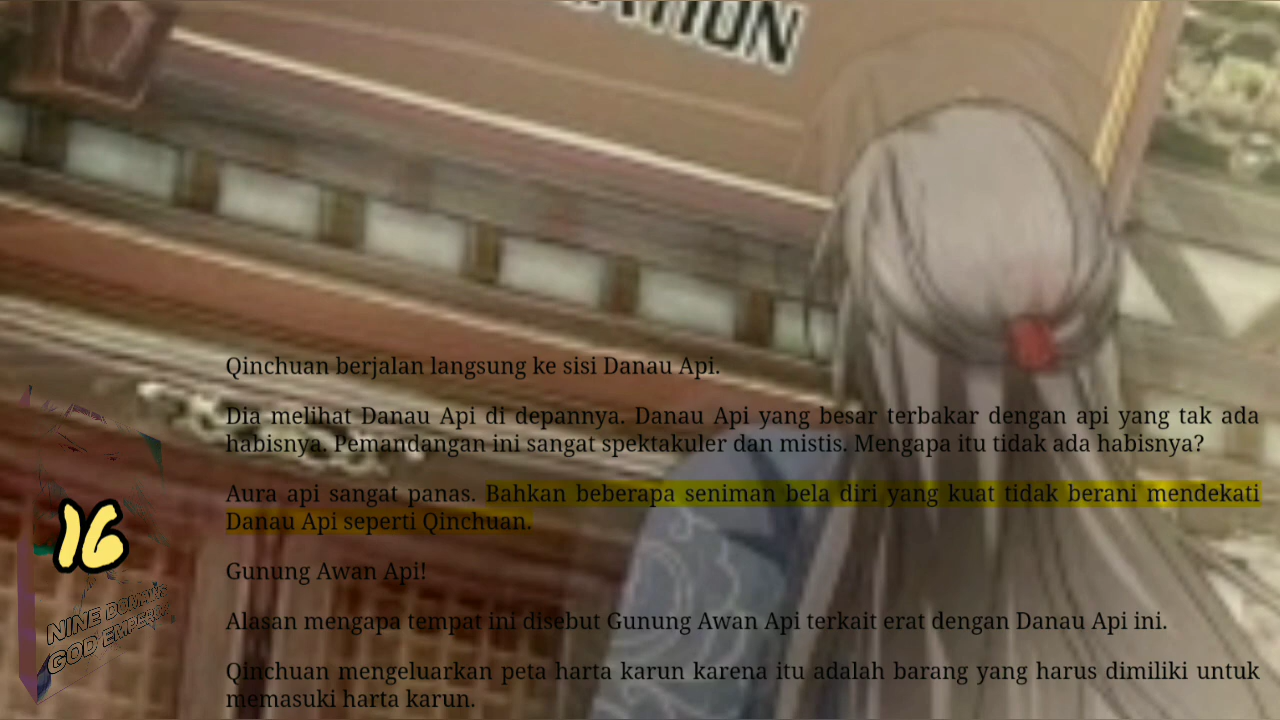 Qinchuan berjalan langsung ke sisi Danau Api.
Dia melihat Danau Api di depannya. Danau Api yang besar terbakar dengan api yang tak ada
habisnya. Pemandangan ini sangat spektakuler dan mistis. Mengapa itu tidak ada habisnya?
Aura api sangat panas. Bahkan beberapa seniman bela diri yang kuat tidak berani mendekati
Danau Api seperti Qinchuan.
Gunung Awan Api!
Alasan mengapa tempat ini disebut Gunung Awan Api terkait erat dengan Danau Api ini.
Qinchuan mengeluarkan peta harta karun karena itu adalah barang yang harus dimiliki untuk
memasuki harta karun.
16
NINE DOMAINS
GOD EMPEROR